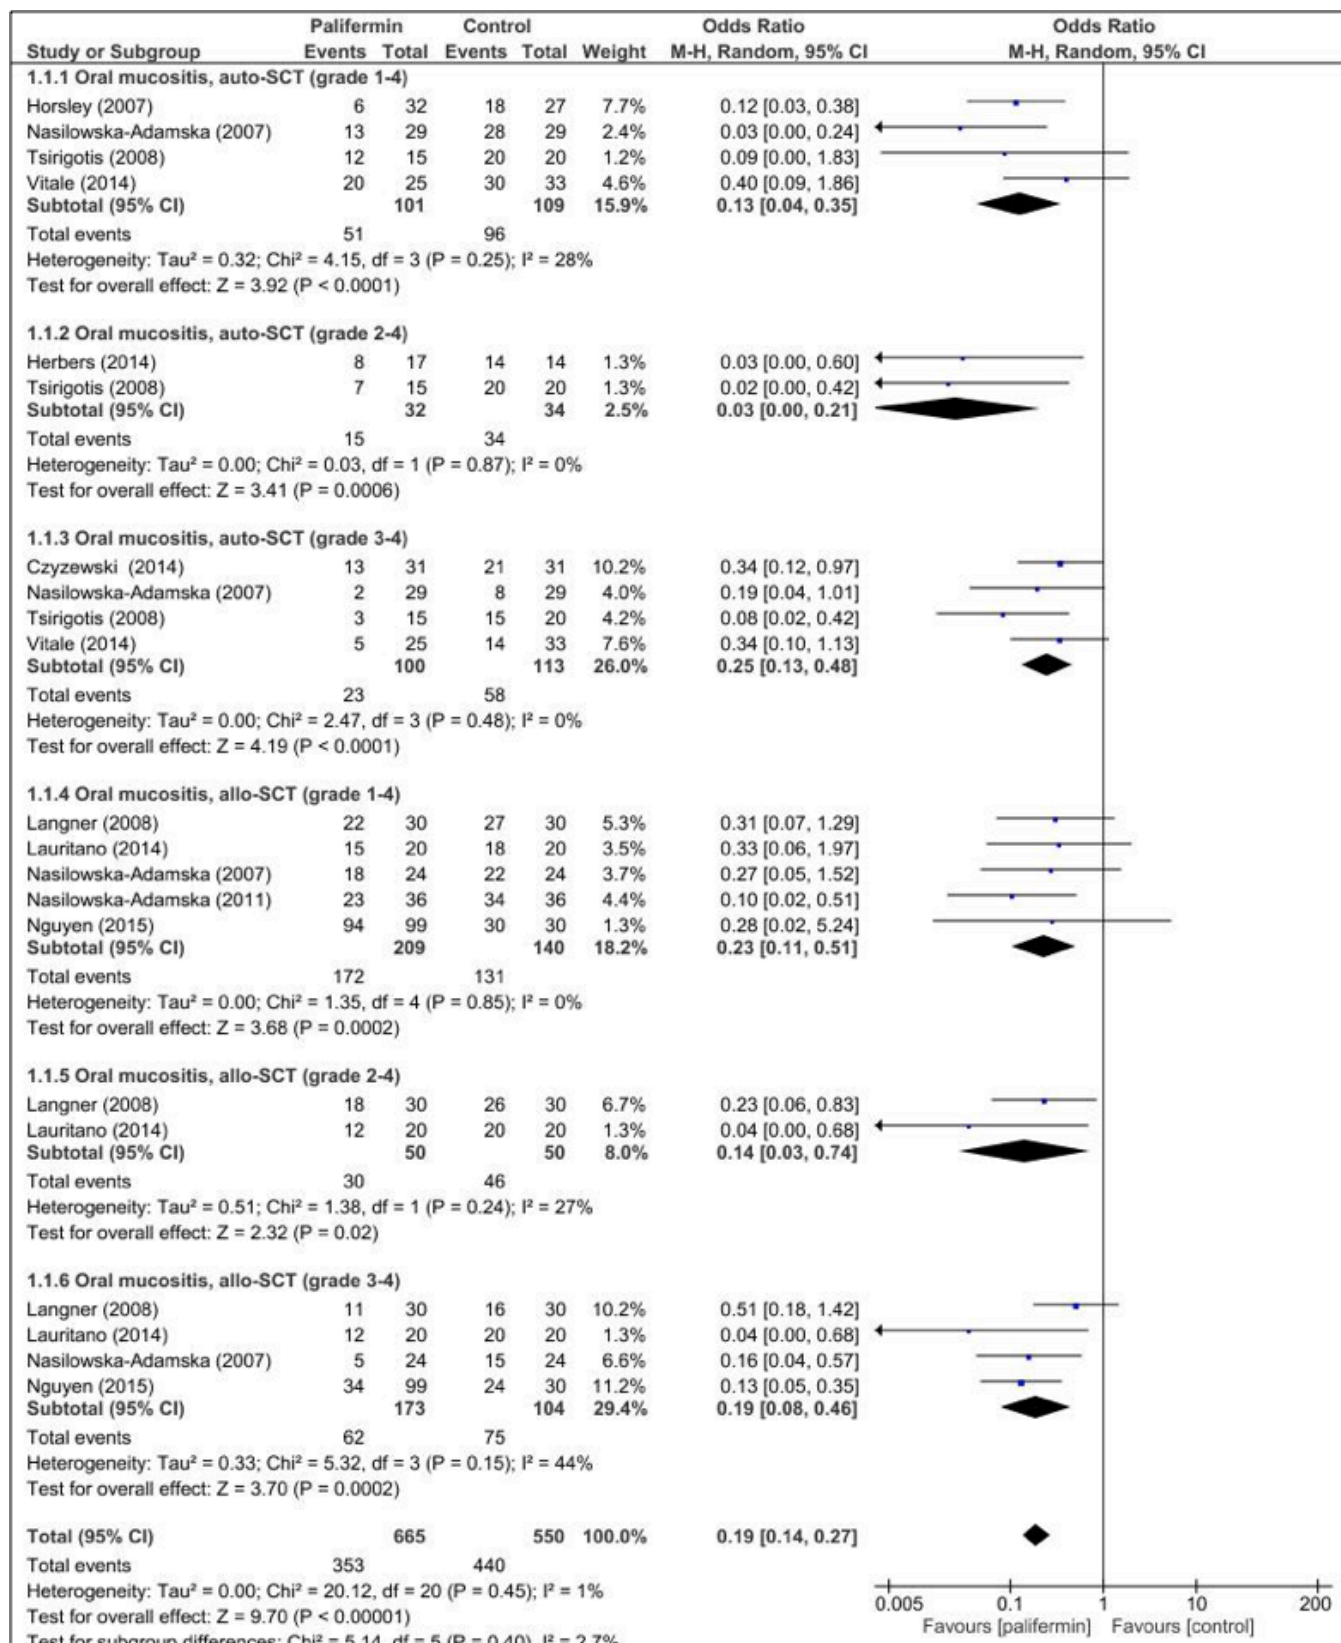 Palifermin Control Odds Ratio Odds Ratio
Study or Subgroup Events Total Events Total Weight M-H, Random, 95% CI M-H, Random, 95% CI
1.1.1 Oral mucositis, auto-SCT (grade 1-4)
Horsley (2007) 6 32 18 27 7.7% 0.12 [0.03, 0.38]
Nasilowska-Adamska (2007) 13 29 28 29 2.4% 0.03 [0.00, 0.24]
Tsirigotis (2008) 12 15 20 20 1.2% 0.09 [0.00, 1.83]
Vitale (2014) 20 25 30 33 4.6% 0.40 [0.09, 1.86]
Subtotal (95% CI) 101 109 15.9% 0.13 [0.04, 0.35]
Total events 51 96
Heterogeneity: Tau² = 0.32; Chi² = 4.15, df = 3 (P = 0.25); I² = 28%
Test for overall effect: Z = 3.92 (P < 0.0001)
1.1.2 Oral mucositis, auto-SCT (grade 2-4)
Herbers (2014) 8 17 14 14 1.3% 0.03 [0.00, 0.60]
Tsirigotis (2008) 7 15 20 20 1.3% 0.02 [0.00, 0.42]
Subtotal (95% CI) 32 34 2.5% 0.03 [0.00, 0.21]
Total events 15 34
Heterogeneity: Tau² = 0.00; Chi² = 0.03, df = 1 (P = 0.87); I² = 0%
Test for overall effect: Z = 3.41 (P = 0.0006)
1.1.3 Oral mucositis, auto-SCT (grade 3-4)
Czyzewski (2014) 13 31 21 31 10.2% 0.34 [0.12, 0.97]
Nasilowska-Adamska (2007) 2 29 8 29 4.0% 0.19 [0.04, 1.01]
Tsirigotis (2008) 3 15 15 20 4.2% 0.08 [0.02, 0.42]
Vitale (2014) 5 25 14 33 7.6% 0.34 [0.10, 1.13]
Subtotal (95% CI) 100 113 26.0% 0.25 [0.13, 0.48]
Total events 23 58
Heterogeneity: Tau² = 0.00; Chi² = 2.47, df = 3 (P = 0.48); I² = 0%
Test for overall effect: Z = 4.19 (P < 0.0001)
1.1.4 Oral mucositis, allo-SCT (grade 1-4)
Langner (2008) 22 30 27 30 5.3% 0.31 [0.07, 1.29]
Lauritano (2014) 15 20 18 20 3.5% 0.33 [0.06, 1.97]
Nasilowska-Adamska (2007) 18 24 22 24 3.7% 0.27 [0.05, 1.52]
Nasilowska-Adamska (2011) 23 36 34 36 4.4% 0.10 [0.02, 0.51]
Nguyen (2015) 94 99 30 30 1.3% 0.28 [0.02, 5.24]
Subtotal (95% CI) 209 140 18.2% 0.23 [0.11, 0.51]
Total events 172 131
Heterogeneity: Tau² = 0.00; Chi² = 1.35, df = 4 (P = 0.85); I² = 0%
Test for overall effect: Z = 3.68 (P = 0.0002)
1.1.5 Oral mucositis, allo-SCT (grade 2-4)
Langner (2008) 18 30 26 30 6.7% 0.23 [0.06, 0.83]
Lauritano (2014) 12 20 20 20 1.3% 0.04 [0.00, 0.68]
Subtotal (95% CI) 50 50 8.0% 0.14 [0.03, 0.74]
Total events 30 46
Heterogeneity: Tau² = 0.51; Chi² = 1.38, df = 1 (P = 0.24); I² = 27%
Test for overall effect: Z = 2.32 (P = 0.02)
1.1.6 Oral mucositis, allo-SCT (grade 3-4)
Langner (2008) 11 30 16 30 10.2% 0.51 [0.18, 1.42]
Lauritano (2014) 12 20 20 20 1.3% 0.04 [0.00, 0.68]
Nasilowska-Adamska (2007) 5 24 15 24 6.6% 0.16 [0.04, 0.57]
Nguyen (2015) 34 99 24 30 11.2% 0.13 [0.05, 0.35]
Subtotal (95% CI) 173 104 29.4% 0.19 [0.08, 0.46]
Total events 62 75
Heterogeneity: Tau² = 0.33; Chi² = 5.32, df = 3 (P = 0.15); I² = 44%
Test for overall effect: Z = 3.70 (P = 0.0002)
Total (95% CI) 665 550 100.0% 0.19 [0.14, 0.27]
Total events 353 440
Heterogeneity: Tau² = 0.00; Chi² = 20.12, df = 20 (P = 0.45); I² = 1%
Test for overall effect: Z = 9.70 (P < 0.00001)
Test for subgroup differences: Chi² = 5.14, df = 5 (P = 0.40), I² = 2.7%
0.005 0.1 1 10 200
Favours [palifermin] Favours [control]